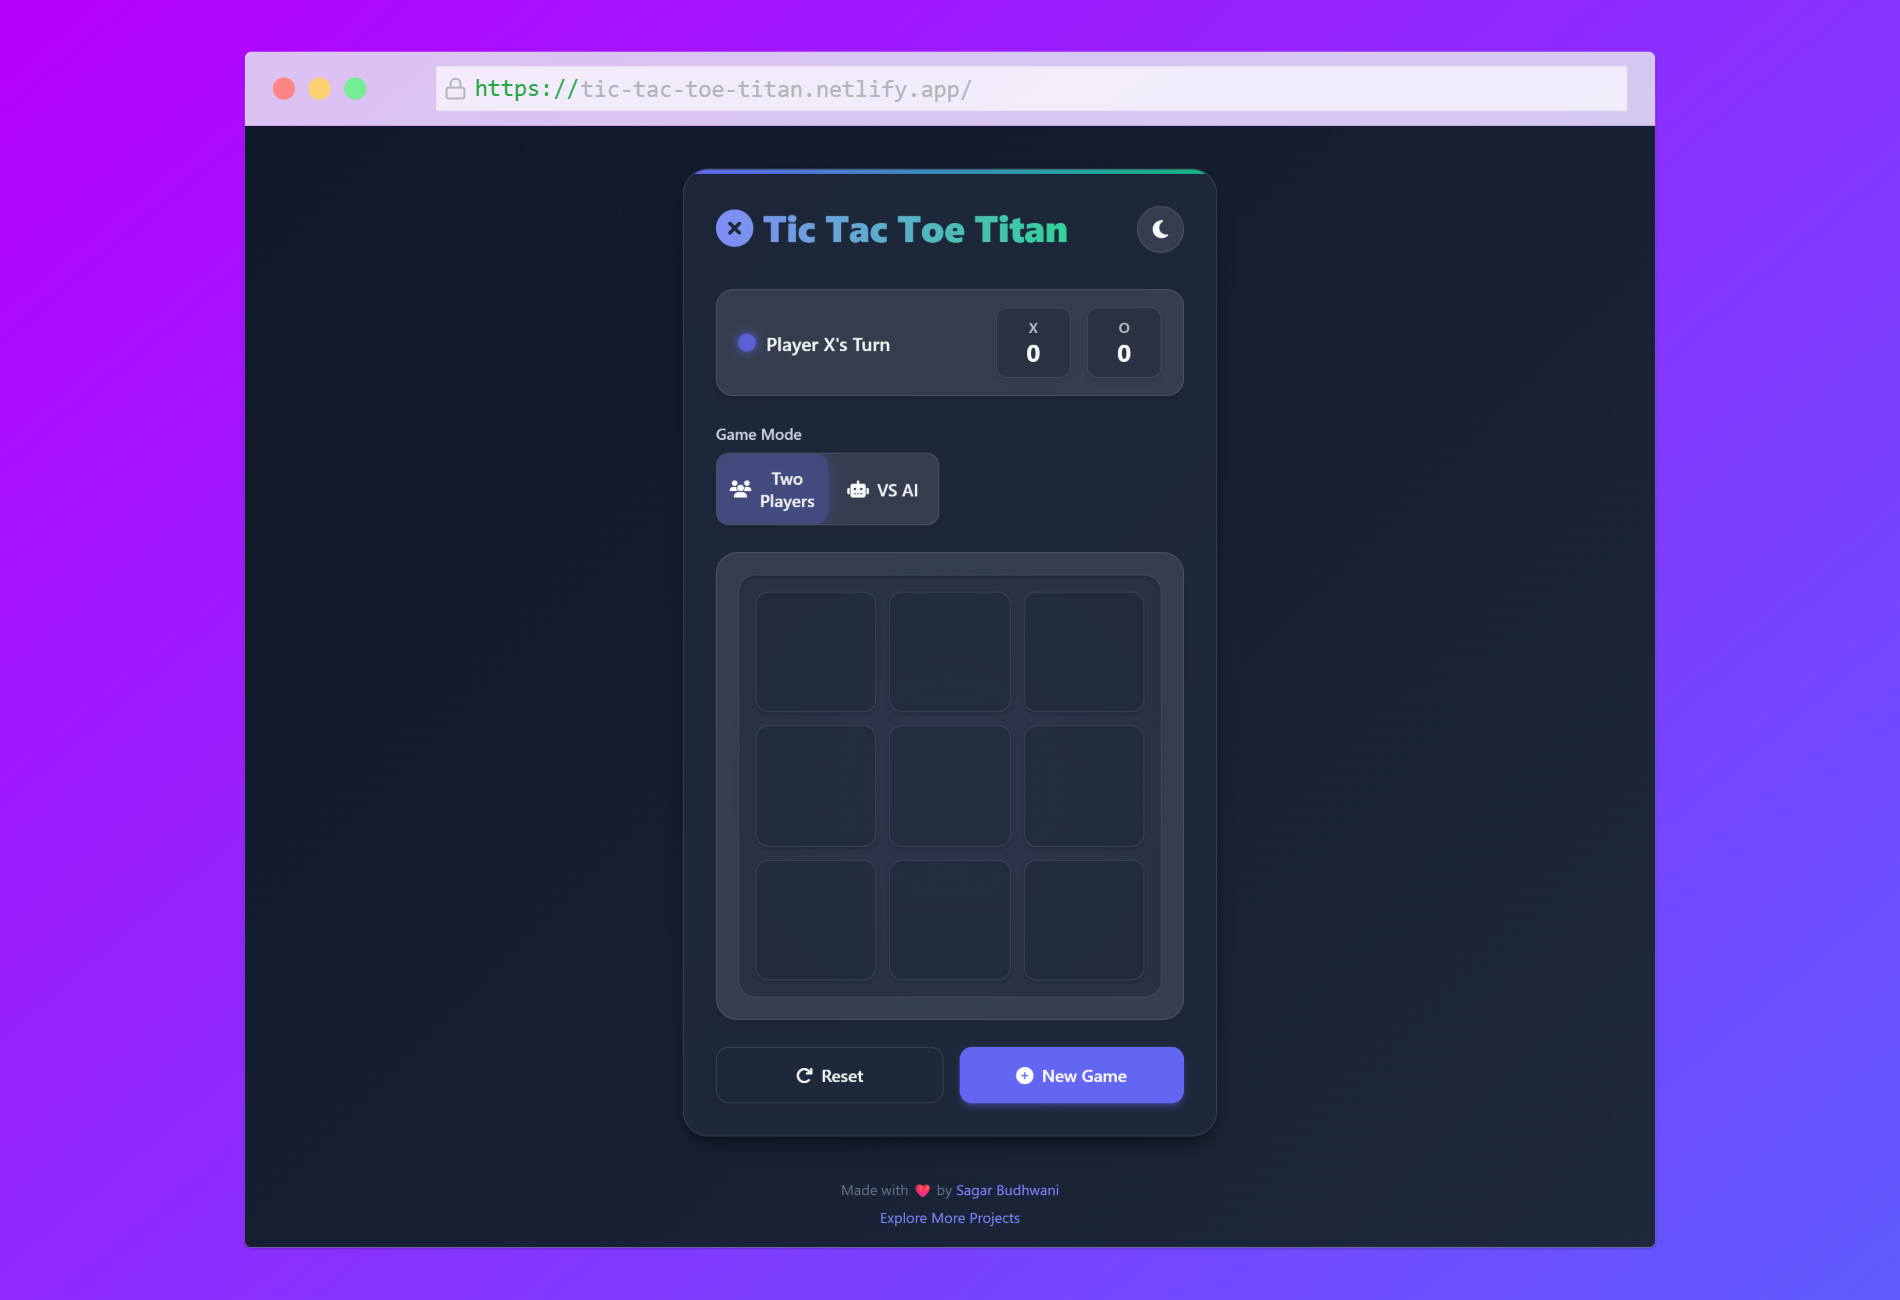 https://tic-tac-toe-titan.netlify.app/
Tic Tac Toe Titan
Player X's Turn
X
0
O
0
Game Mode
Two
Players
VS AI
Reset
New Game
Made with ❤️ by Sagar Budhwani
Explore More Projects